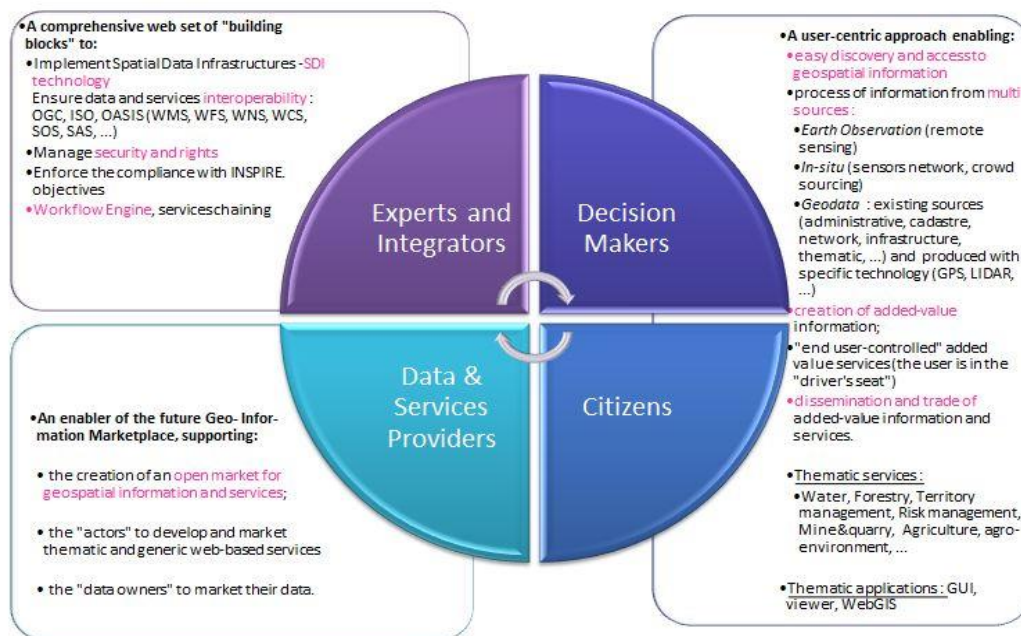 •A comprehensive web set of "building
blocks" to:
•Implement Spatial Data Infrastructures -SDI
technology
Ensure data and services interoperability :
OGC, ISO, OASIS (WMS, WFS, WNS, WCS,
SOS, SAS, ...)
•Manage security and rights
•Enforce the compliance with INSPIRE.
objectives
•Workflow Engine, serviceschaining
Experts and
Integrators
Decision
Makers
•A user-centric approach enabling:
•easy discovery and accessto
geospatial information
•process of information from multi
sources :
•Earth Observation (remote
sensing)
•In-situ (sensors network, crowd
sourcing)
•Geodata : existing sources
(administrative, cadastre,
network, infrastructure,
thematic, ...) and produced with
specific technology (GPS, LIDAR,
...)
•creation of added-value
information;
•"end user-controlled" added
value services(the user is in the
"driver's seat")
•dissemination and trade of
added-value information and
services.
•Thematic services :
•Water, Forestry, Territory
management, Risk management,
Mine&quarry, Agriculture, agro-
environment, ...
•Thematic applications : GUI,
viewer, WebGIS
Data &
Services
Providers
Citizens
•An enabler of the future Geo- Infor-
mation Marketplace, supporting:
• the creation of an open market for
geospatial information and services;
• the "actors" to develop and market
thematic and generic web-based services
• the "data owners" to market their data.